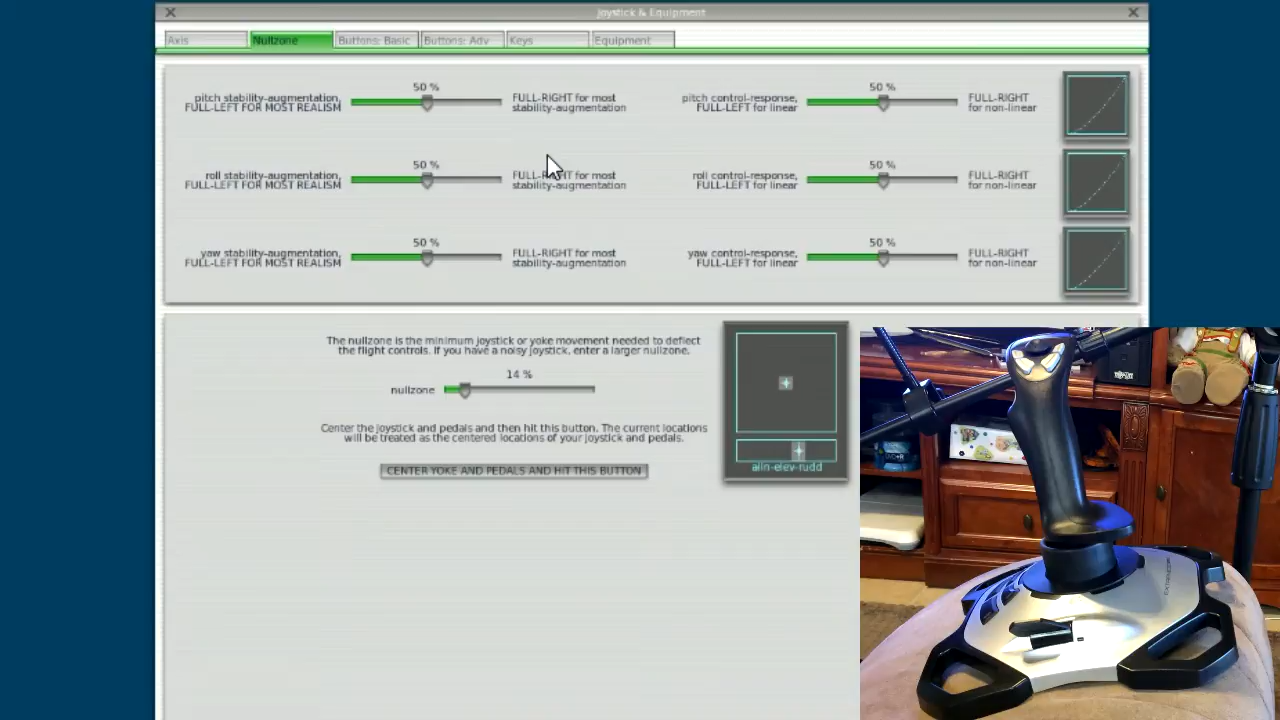 Joystick & Equipment
Axis
Nullzone
Buttons: Basic
Buttons: Adv
Keys
Equipment
pitch stability-augmentation,
FULL-LEFT FOR MOST REALISM
50 %
FULL-RIGHT for most
stability-augmentation
pitch control-response,
FULL-LEFT for linear
50 %
FULL-RIGHT
for non-linear
roll stability-augmentation,
FULL-LEFT FOR MOST REALISM
50 %
FULL-RIGHT for most
stability-augmentation
roll control-response,
FULL-LEFT for linear
50 %
FULL-RIGHT
for non-linear
yaw stability-augmentation,
FULL-LEFT FOR MOST REALISM
50 %
FULL-RIGHT for most
stability-augmentation
yaw control-response,
FULL-LEFT for linear
50 %
FULL-RIGHT
for non-linear
The nullzone is the minimum joystick or yoke movement needed to deflect
the flight controls. If you have a noisy joystick, enter a larger nullzone.
14 %
nullzone
Center the joystick and pedals and then hit this button. The current locations
will be treated as the centered locations of your joystick and pedals.
CENTER YOKE AND PEDALS AND HIT THIS BUTTON
ailn-elev-rudd